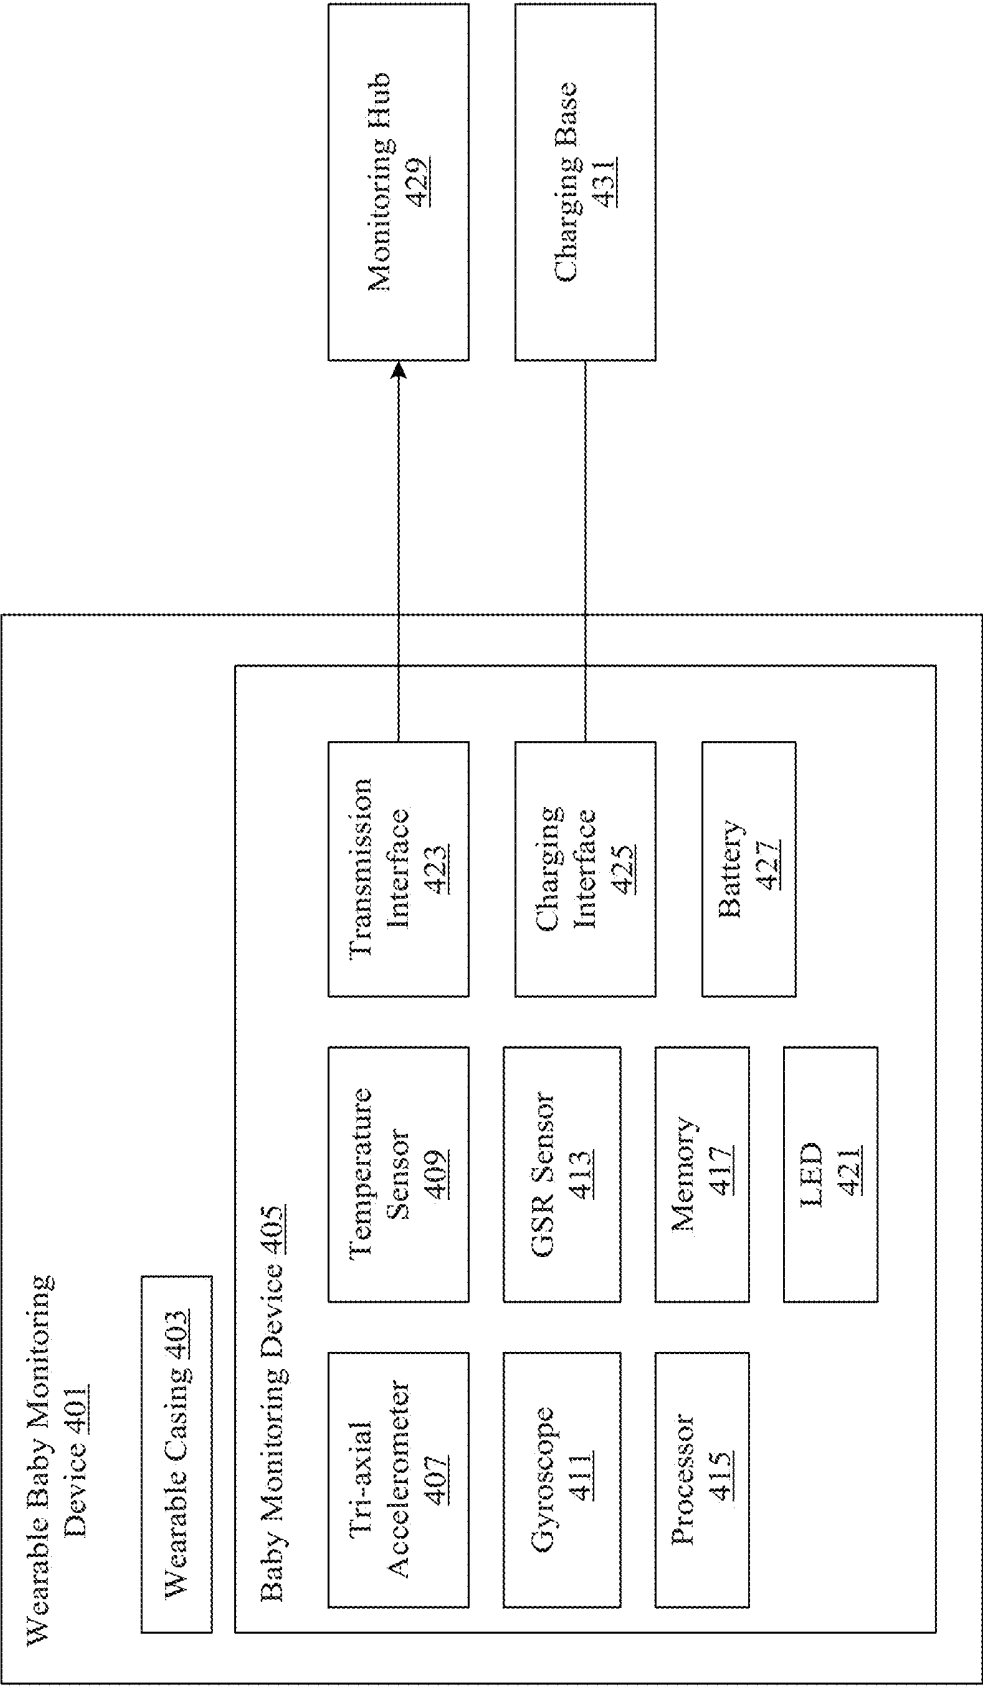 Wearable Baby Monitoring
Device 401
Wearable Casing 403
Baby Monitoring Device 405
Tri-axial
Accelerometer
407
Temperature
Sensor
409
Transmission
Interface
423
Monitoring Hub
429
Gyroscope
411
GSR Sensor
413
Charging
Interface
425
Charging Base
431
Processor
415
Memory
417
Battery
427
LED
421